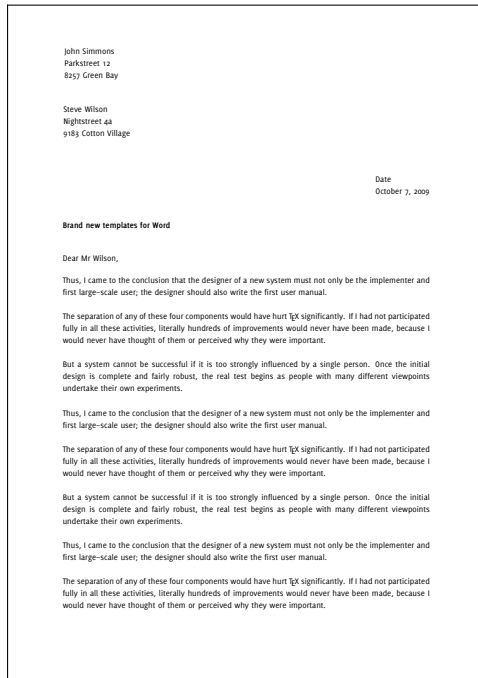 John Simmons
Parkstreet 12
8257 Green Bay
Steve Wilson
Nightstreet 4a
9183 Cotton Village
Date
October 7, 2009
Brand new templates for Word
Dear Mr Wilson,
Thus, I came to the conclusion that the designer of a new system must not only be the implementer and
first large-scale user; the designer should also write the first user manual.
The separation of any of these four components would have hurt TEX significantly. If I had not participated
fully in all these activities, literally hundreds of improvements would never have been made, because I
would never have thought of them or perceived why they were important.
But a system cannot be successful if it is too strongly influenced by a single person. Once the initial
design is complete and fairly robust, the real test begins as people with many different viewpoints
undertake their own experiments.
Thus, I came to the conclusion that the designer of a new system must not only be the implementer and
first large-scale user; the designer should also write the first user manual.
The separation of any of these four components would have hurt TEX significantly. If I had not participated
fully in all these activities, literally hundreds of improvements would never have been made, because I
would never have thought of them or perceived why they were important.
But a system cannot be successful if it is too strongly influenced by a single person. Once the initial
design is complete and fairly robust, the real test begins as people with many different viewpoints
undertake their own experiments.
Thus, I came to the conclusion that the designer of a new system must not only be the implementer and
first large-scale user; the designer should also write the first user manual.
The separation of any of these four components would have hurt TEX significantly. If I had not participated
fully in all these activities, literally hundreds of improvements would never have been made, because I
would never have thought of them or perceived why they were important.